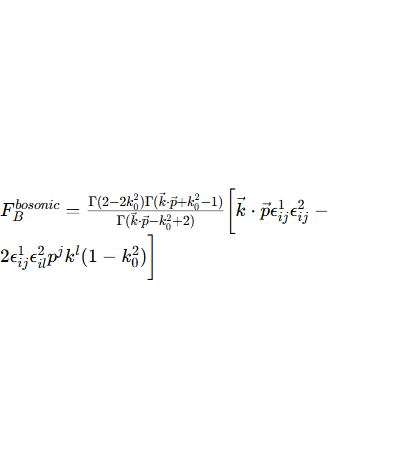 $F_B^{bosonic} = \frac{\Gamma(2-2k_0^2)\Gamma(\vec{k}\cdot\vec{p}+k_0^2-1)}{\Gamma(\vec{k}\cdot\vec{p}-k_0^2+2)} \Big[ \vec{k}\cdot\vec{p}\epsilon_{ij}^1\epsilon_{ij}^2 -$
$2\epsilon_{ij}^1\epsilon_{il}^2 p^j k^l (1-k_0^2) \Big]$